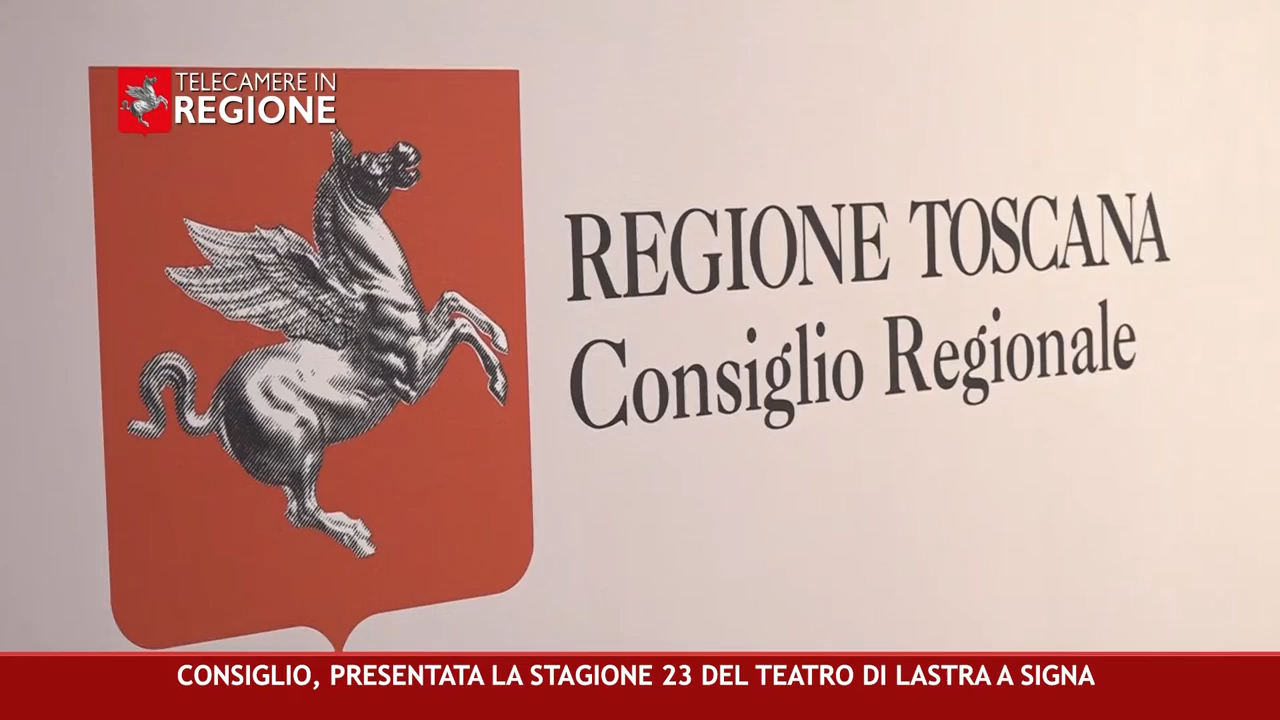 TELECAMERE IN
REGIONE
REGIONE TOSCANA
Consiglio Regionale
CONSIGLIO, PRESENTATA LA STAGIONE 23 DEL TEATRO DI LASTRA A SIGNA